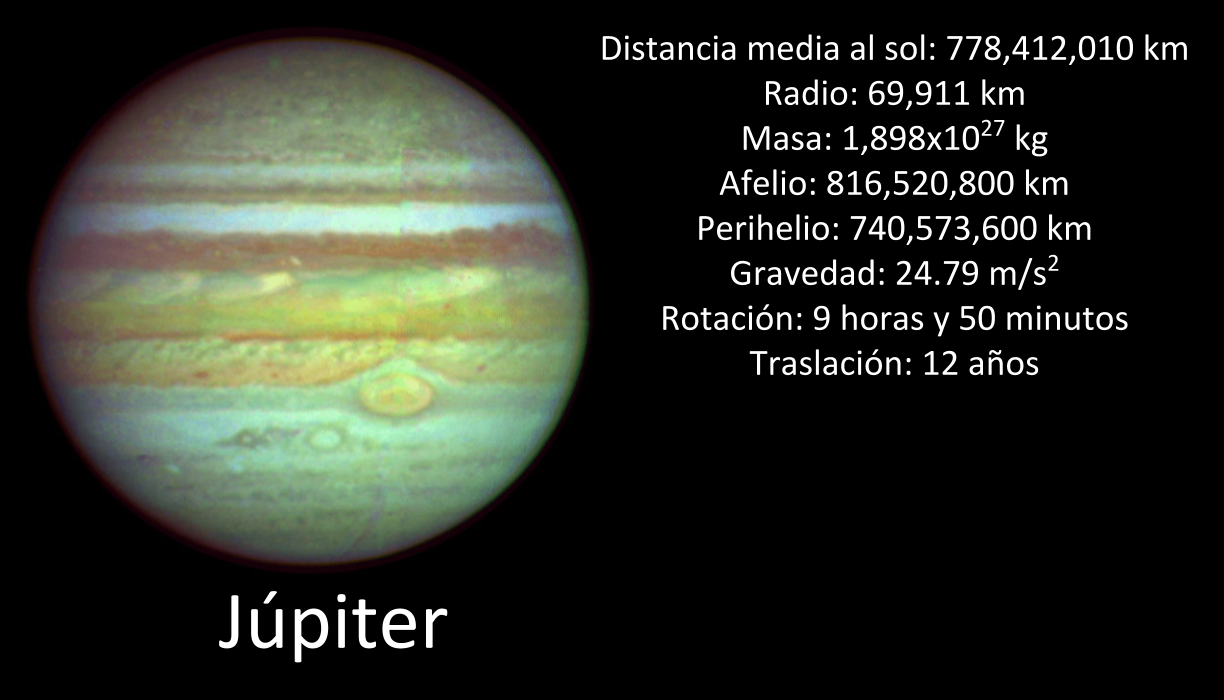 Distancia media al sol: 778,412,010 km
Radio: 69,911 km
Masa: 1,898x10²⁷ kg
Afelio: 816,520,800 km
Perihelio: 740,573,600 km
Gravedad: 24.79 m/s²
Rotación: 9 horas y 50 minutos
Traslación: 12 años
Júpiter